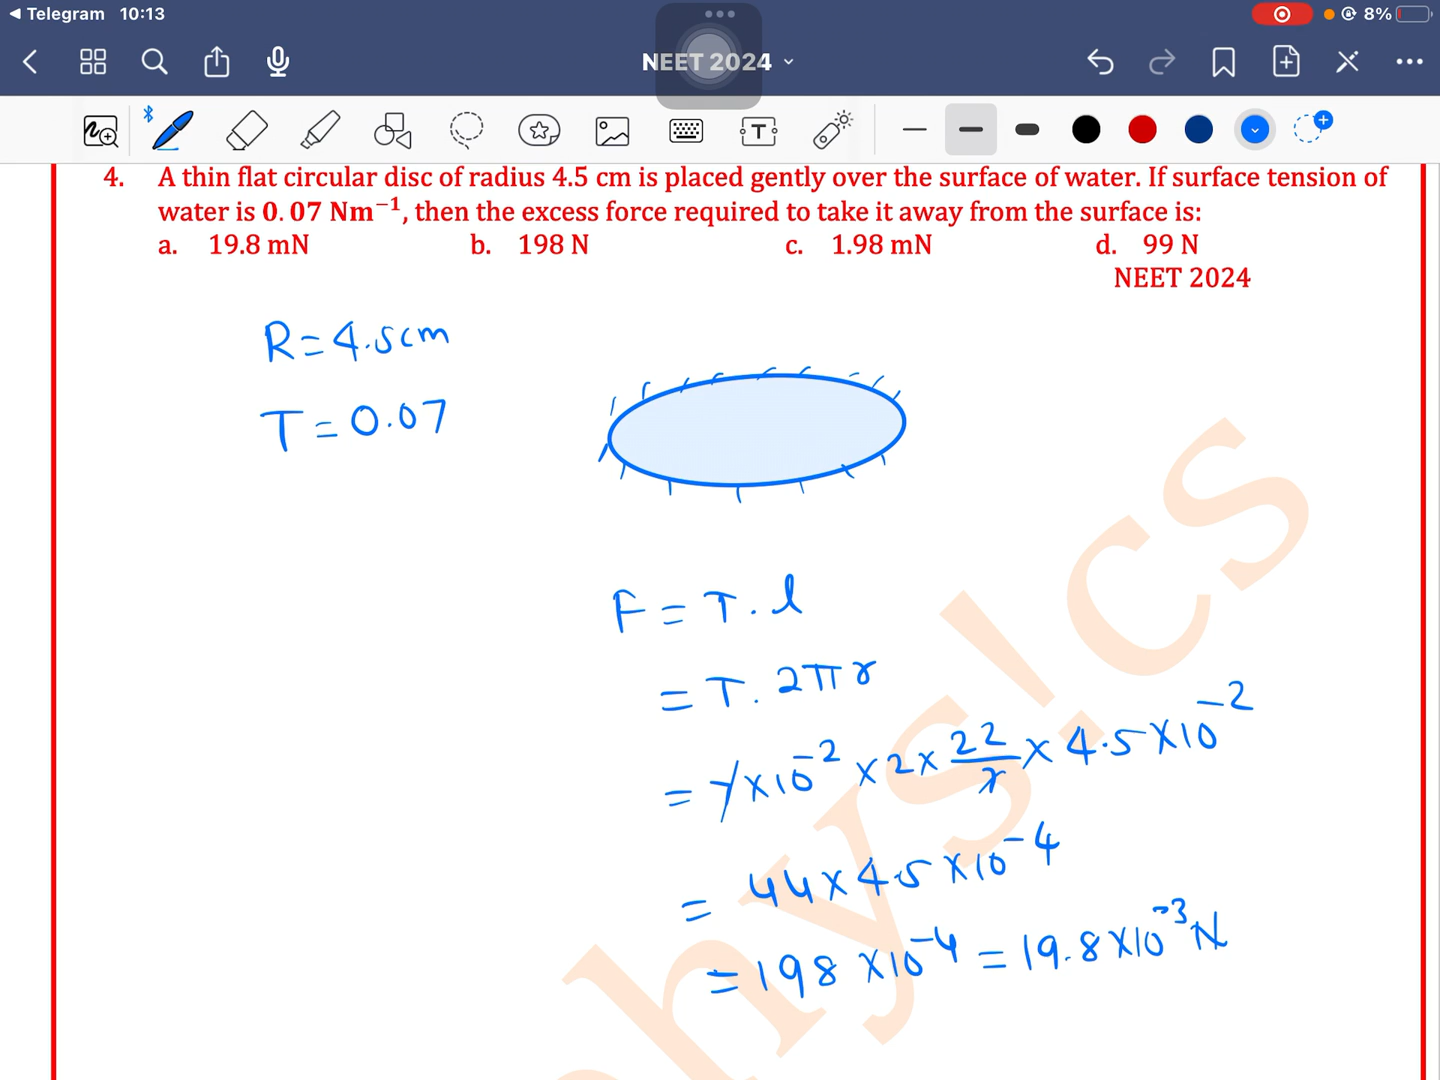 Telegram 10:13
8%
NEET 2024
T
4. A thin flat circular disc of radius 4.5 cm is placed gently over the surface of water. If surface tension of
water is 0.07 Nm⁻¹, then the excess force required to take it away from the surface is:
a. 19.8 mN b. 198 N c. 1.98 mN d. 99 N
NEET 2024
R = 4.5cm
T = 0.07
F = T . l
= T . 2πr
= 7×10⁻² × 2 × 22/7 × 4.5×10⁻²
= 44 × 4.5 ×10⁻⁴
= 198 ×10⁻⁴ = 19.8×10⁻³ N
hys!cs